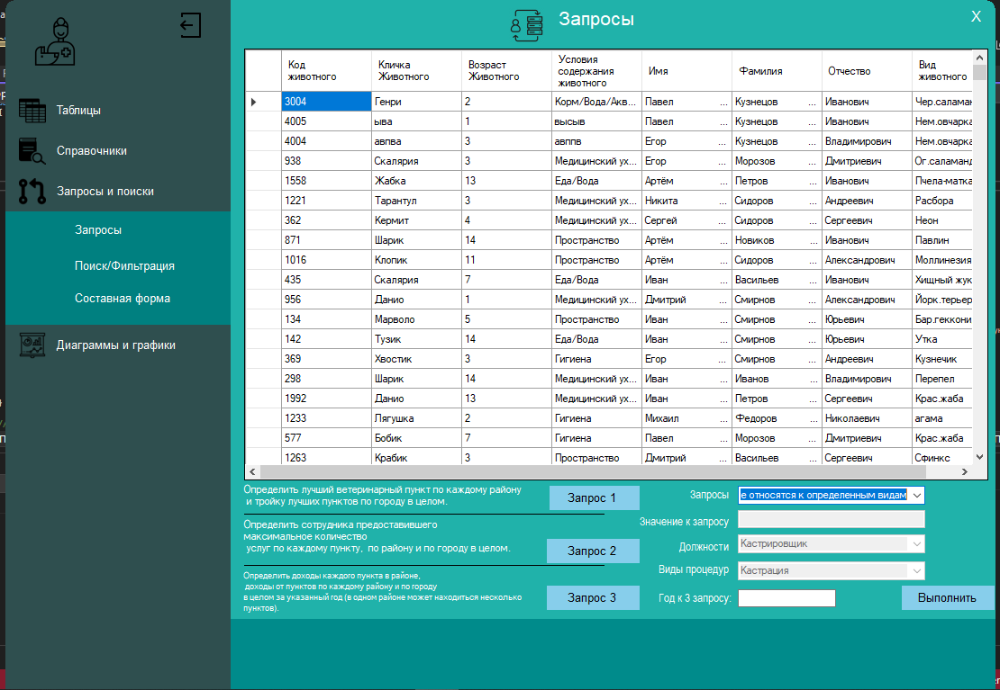 Запросы
X
Таблицы
Справочники
Запросы и поиски
Запросы
Поиск/Фильтрация
Составная форма
Диаграммы и графики
Код животного Кличка Животного Возраст Животного Условия содержания животного Имя Фамилия Отчество Вид животного
3004 Генри 2 Корм/Вода/Акв... Павел ... Кузнецов ... Иванович Чер.салaман
4005 ыва 1 высыв Павел ... Кузнецов ... Иванович Нем.овчарка
4004 авпва 3 авппв Егор ... Кузнецов ... Владимирович Нем.овчарка
938 Скалярия 3 Медицинский ух... Егор ... Морозов ... Дмитриевич Ог.саламанд
1558 Жабка 13 Еда/Вода Артём ... Петров ... Иванович Пчела-матка
1221 Тарантул 3 Медицинский ух... Никита ... Сидоров ... Андреевич Расбора
362 Кермит 4 Медицинский ух... Сергей ... Сидоров ... Сергеевич Неон
871 Шарик 14 Пространство Артём ... Новиков ... Иванович Павлин
1016 Клопик 11 Пространство Артём ... Сидоров ... Александрович Моллинезия
435 Скалярия 7 Еда/Вода Иван ... Васильев ... Иванович Хищный жук
956 Данио 1 Медицинский ух... Дмитрий ... Смирнов ... Александрович Йорк.терьер
134 Марволо 5 Пространство Иван ... Смирнов ... Юрьевич Бар.геккони
142 Тузик 14 Еда/Вода Иван ... Смирнов ... Юрьевич Утка
369 Хвостик 3 Гигиена Егор ... Смирнов ... Андреевич Кузнечик
298 Шарик 14 Медицинский ух... Иван ... Иванов ... Владимирович Перепел
1992 Данио 13 Медицинский ух... Иван ... Петров ... Сергеевич Крас.жаба
1233 Лягушка 2 Гигиена Михаил ... Федоров ... Николаевич агама
577 Бобик 7 Гигиена Павел ... Морозов ... Дмитриевич Крас.жаба
1263 Крабик 3 Пространство Дмитрий ... Васильев ... Сергеевич Сфинкс
Определить лучший ветеринарный пункт по каждому району
и тройку лучших пунктов по городу в целом.
Запрос 1
Определить сотрудника предоставившего
максимальное количество
услуг по каждому пункту, по району и по городу в целом.
Запрос 2
Определить доходы каждого пункта в районе,
доходы от пунктов по каждому району и по городу
в целом за указанный год (в одном районе может находиться несколько
пунктов).
Запрос 3
Запросы е относятся к определенным видам
Значение к запросу
Должности Кастрировщик
Виды процедур Кастрация
Год к 3 запросу:
Выполнить